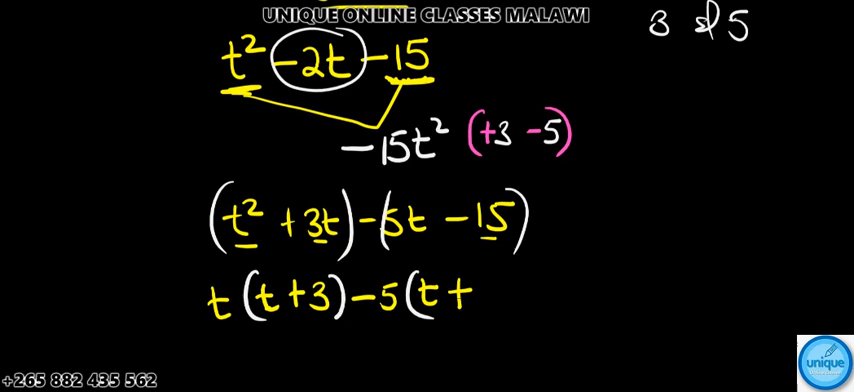 UNIQUE ONLINE CLASSES MALAWI
3 & 5
t² - 2t - 15
-15t² (+3 -5)
(t² + 3t) - (5t - 15)
t(t + 3) - 5(t +
unique
+265 882 435 562